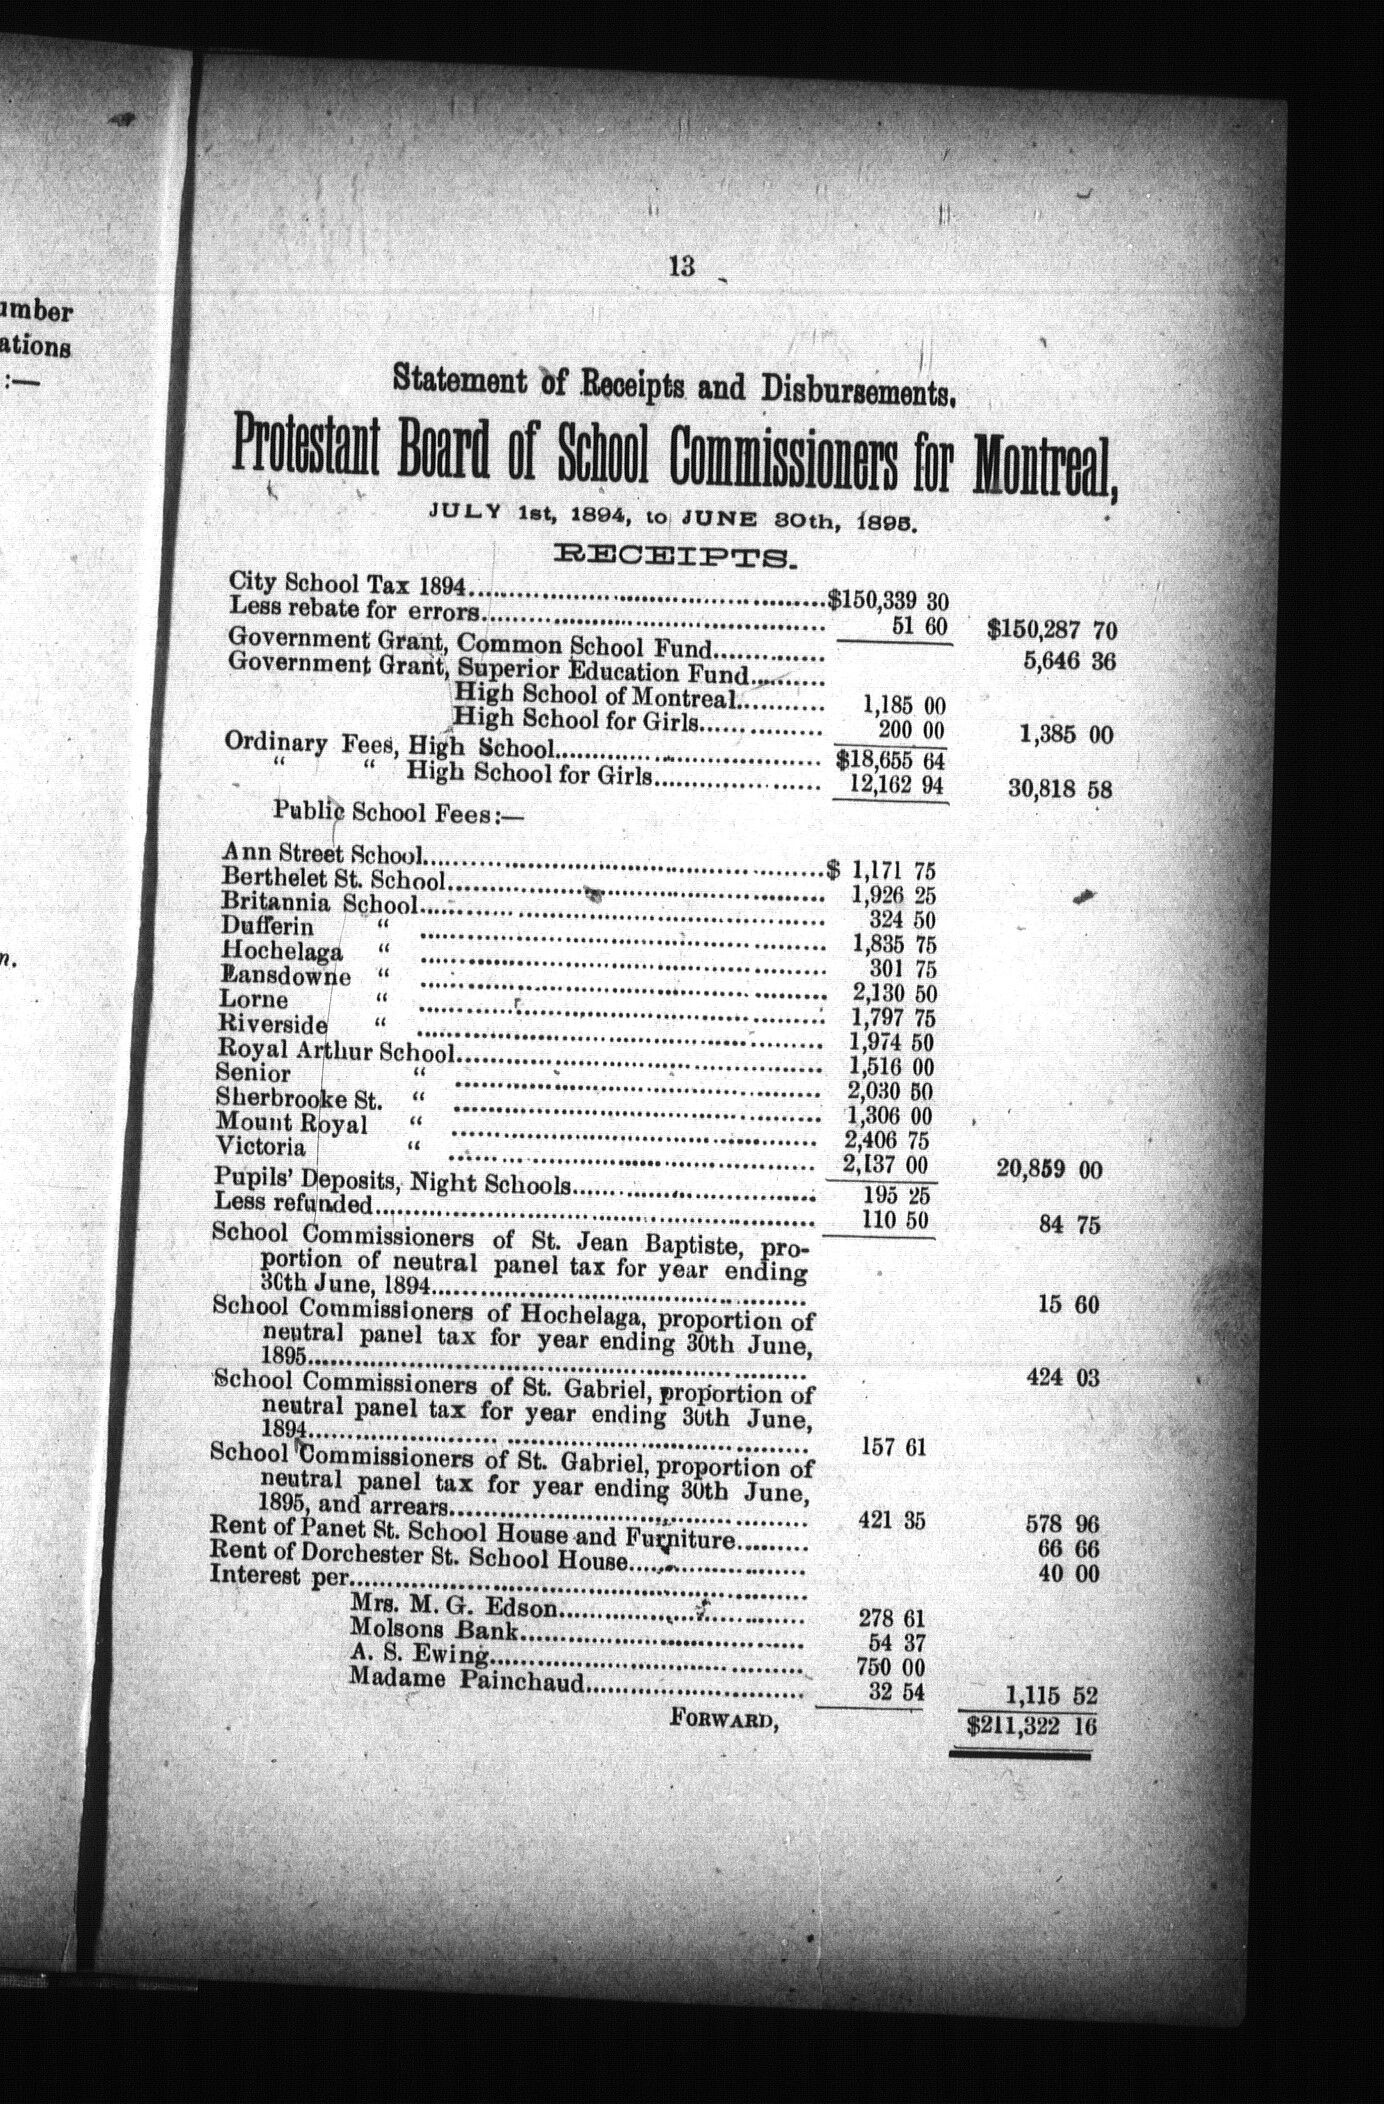 umber
ations
:—
n.
13
Statement of Receipts and Disbursements.
Protestant Board of School Commissioners for Montreal,
JULY 1st, 1894, to JUNE 30th, 1895.
RECEIPTS.
City School Tax 1894 $150,339 30
Less rebate for errors 51 60 $150,287 70
Government Grant, Common School Fund 5,646 36
Government Grant, Superior Education Fund
High School of Montreal 1,185 00
High School for Girls 200 00 1,385 00
Ordinary Fees, High School $18,655 64
“ “ High School for Girls 12,162 94 30,818 58
Public School Fees:—
Ann Street School $ 1,171 75
Berthelet St. School 1,926 25
Britannia School 324 50
Dufferin “ 1,835 75
Hochelaga “ 301 75
Lansdowne “ 2,130 50
Lorne “ 1,797 75
Riverside “ 1,974 50
Royal Arthur School 1,516 00
Senior “ 2,030 50
Sherbrooke St. “ 1,306 00
Mount Royal “ 2,406 75
Victoria “ 2,137 00 20,859 00
Pupils' Deposits, Night Schools 195 25
Less refunded 110 50 84 75
School Commissioners of St. Jean Baptiste, pro-
portion of neutral panel tax for year ending
30th June, 1894 15 60
School Commissioners of Hochelaga, proportion of
neutral panel tax for year ending 30th June,
1895 424 03
School Commissioners of St. Gabriel, proportion of
neutral panel tax for year ending 30th June,
1894 157 61
School Commissioners of St. Gabriel, proportion of
neutral panel tax for year ending 30th June,
1895, and arrears 421 35 578 96
Rent of Panet St. School House and Furniture 66 66
Rent of Dorchester St. School House 40 00
Interest per
Mrs. M. G. Edson 278 61
Molsons Bank 54 37
A. S. Ewing 750 00
Madame Painchaud 32 54 1,115 52
FORWARD, $211,322 16